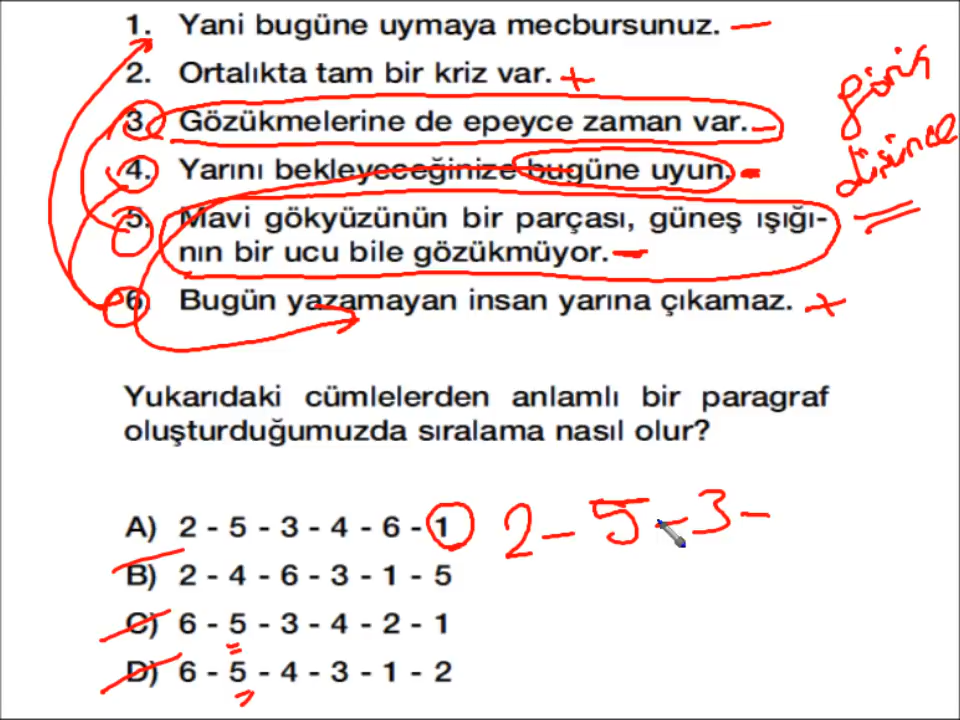 1. Yani bugüne uymaya mecbursunuz. —
2. Ortalıkta tam bir kriz var. +
3. Gözükmelerine de epeyce zaman var. –
4. Yarını bekleyeceğinize bugüne uyun. -
5. Mavi gökyüzünün bir parçası, güneş ışığı-
nın bir ucu bile gözükmüyor. –
6. Bugün yazamayan insan yarına çıkamaz. +
giriş
düşünce
Yukarıdaki cümlelerden anlamlı bir paragraf
oluşturduğumuzda sıralama nasıl olur?
A) 2 - 5 - 3 - 4 - 6 - 1
2 - 5 - 3 -
B) 2 - 4 - 6 - 3 - 1 - 5
C) 6 - 5 - 3 - 4 - 2 - 1
D) 6 - 5 - 4 - 3 - 1 - 2